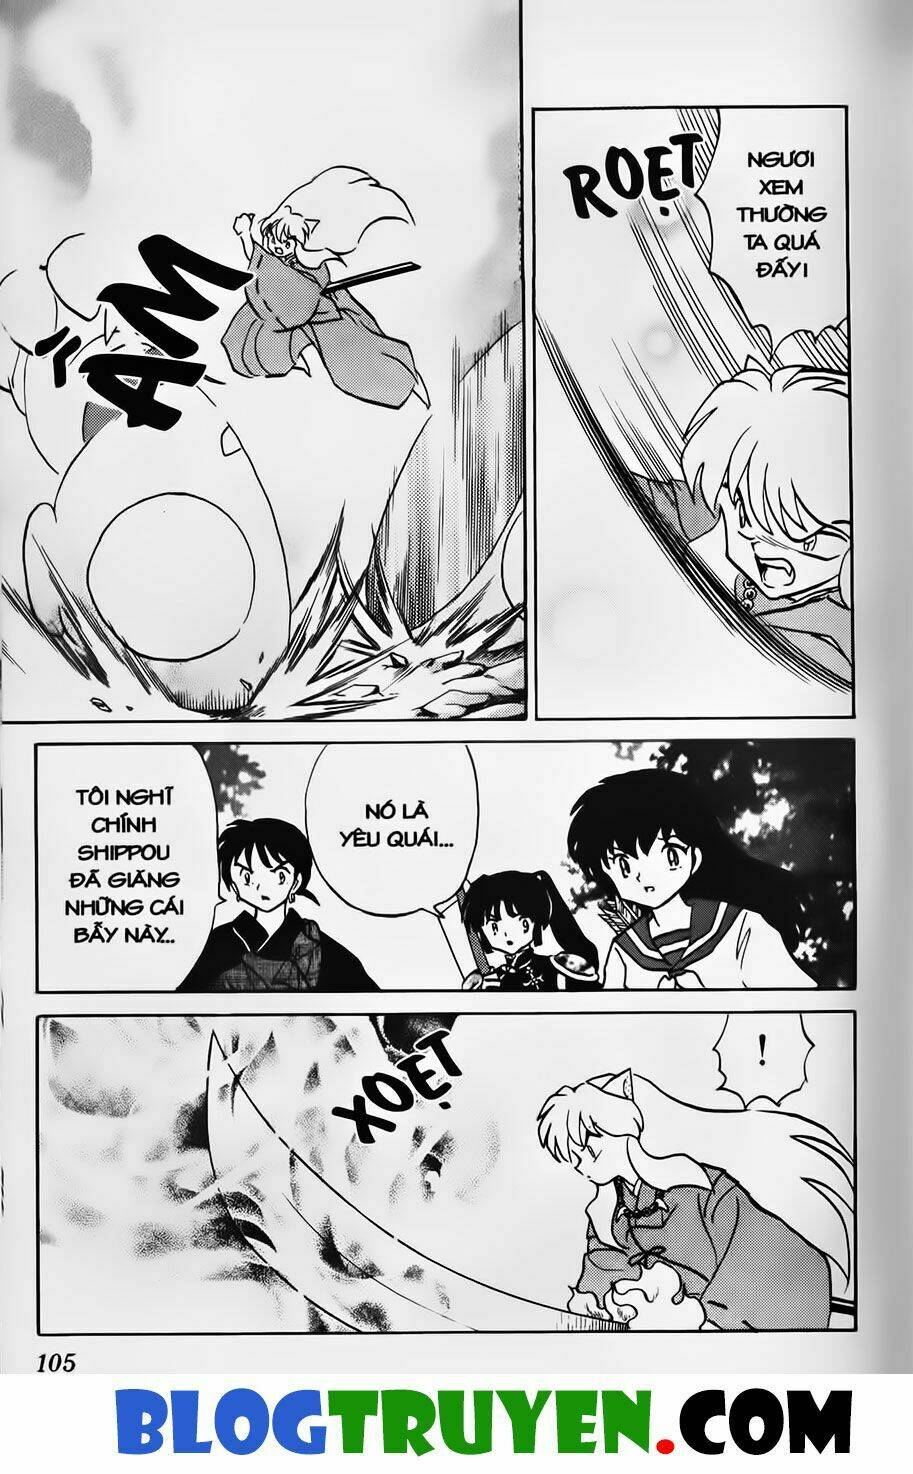 NGƯƠI
XEM
THƯỜNG
TA QUÁ
ĐẤY!
ROẸT
ẦM
NÓ LÀ
YÊU QUÁI...
TÔI NGHĨ
CHÍNH
SHIPPOU
ĐÃ GIĂNG
NHỮNG CÁI
BẪY NÀY...
!
XOẸT
105
BLOGTRUYEN.COM